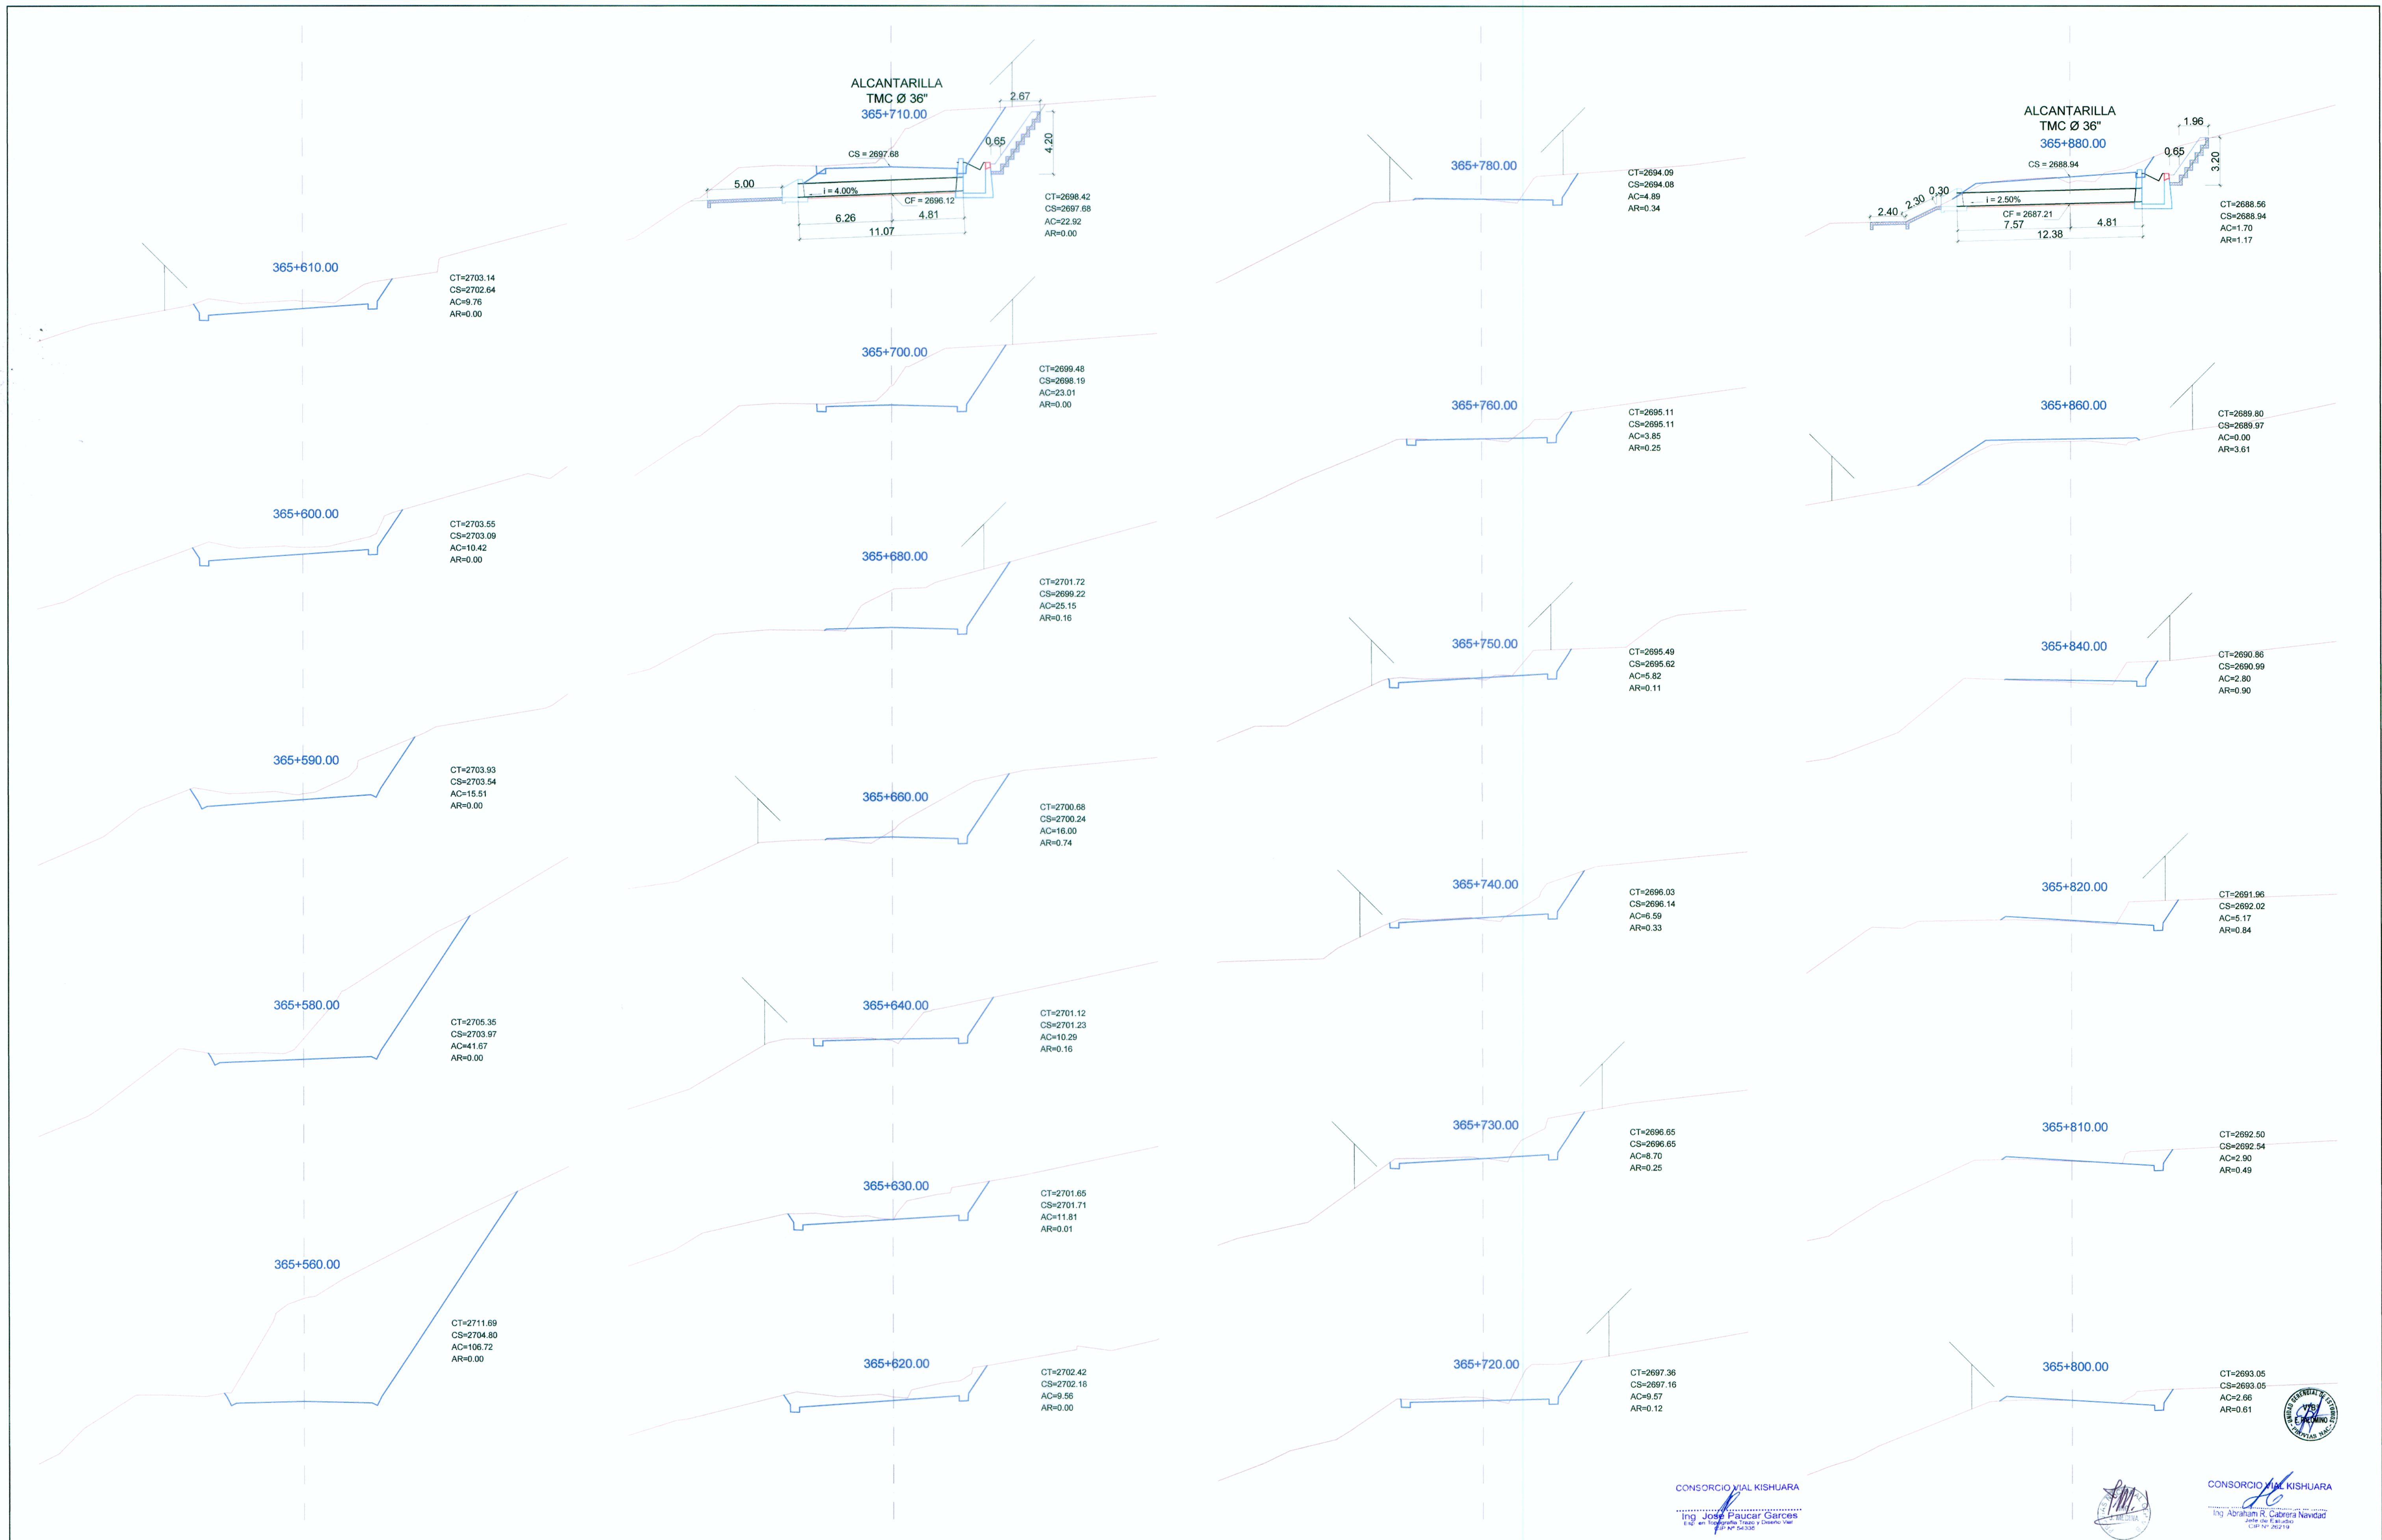 365+610.00
CT=2703.14
CS=2702.64
AC=9.76
AR=0.00
365+600.00
CT=2703.55
CS=2703.09
AC=10.42
AR=0.00
365+590.00
CT=2703.93
CS=2703.54
AC=15.51
AR=0.00
365+580.00
CT=2705.35
CS=2703.97
AC=41.67
AR=0.00
365+560.00
CT=2711.69
CS=2704.80
AC=106.72
AR=0.00
ALCANTARILLA
TMC Ø 36"
365+710.00
2.67
0.65
4.20
CS = 2697.68
5.00
i = 4.00%
CF = 2696.12
6.26
4.81
11.07
CT=2698.42
CS=2697.68
AC=22.92
AR=0.00
365+700.00
CT=2699.48
CS=2698.19
AC=23.01
AR=0.00
365+680.00
CT=2701.72
CS=2699.22
AC=25.15
AR=0.16
365+660.00
CT=2700.68
CS=2700.24
AC=16.00
AR=0.74
365+640.00
CT=2701.12
CS=2701.23
AC=10.29
AR=0.16
365+630.00
CT=2701.65
CS=2701.71
AC=11.81
AR=0.01
365+620.00
CT=2702.42
CS=2702.18
AC=9.56
AR=0.00
365+780.00
CT=2694.09
CS=2694.08
AC=4.89
AR=0.34
365+760.00
CT=2695.11
CS=2695.11
AC=3.85
AR=0.25
365+750.00
CT=2695.49
CS=2695.62
AC=5.82
AR=0.11
365+740.00
CT=2696.03
CS=2696.14
AC=6.59
AR=0.33
365+730.00
CT=2696.65
CS=2696.65
AC=8.70
AR=0.25
365+720.00
CT=2697.36
CS=2697.16
AC=9.57
AR=0.12
ALCANTARILLA
TMC Ø 36"
365+880.00
1.96
0.65
3.20
CS = 2688.94
0.30
2.30
2.40
i = 2.50%
CF = 2687.21
7.57
4.81
12.38
CT=2688.56
CS=2688.94
AC=1.70
AR=1.17
365+860.00
CT=2689.80
CS=2689.97
AC=0.00
AR=3.61
365+840.00
CT=2690.86
CS=2690.99
AC=2.80
AR=0.90
365+820.00
CT=2691.96
CS=2692.02
AC=5.17
AR=0.84
365+810.00
CT=2692.50
CS=2692.54
AC=2.90
AR=0.49
365+800.00
CT=2693.05
CS=2693.05
AC=2.66
AR=0.61
UNIDAD GERENCIAL DE ESTUDIOS
PROVIAS NAC.
CONSORCIO VIAL KISHUARA
Ing José Paucar Garces
Esp. en Topografia Trazo y Diseño Vial
CIP Nº 54338
CONSORCIO VIAL KISHUARA
Ing. Abraham R. Cabrera Navidad
Jefe de Estudio
CIP Nº 26219